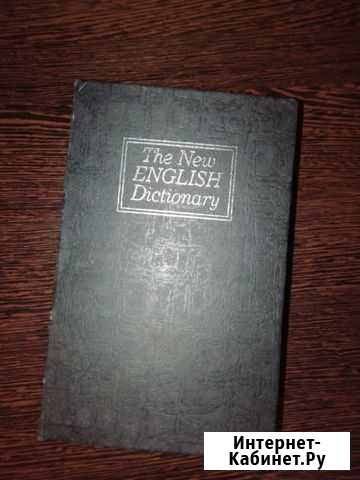 The New
ENGLISH
Dictionary
Интернет-
Кабинет.Ру